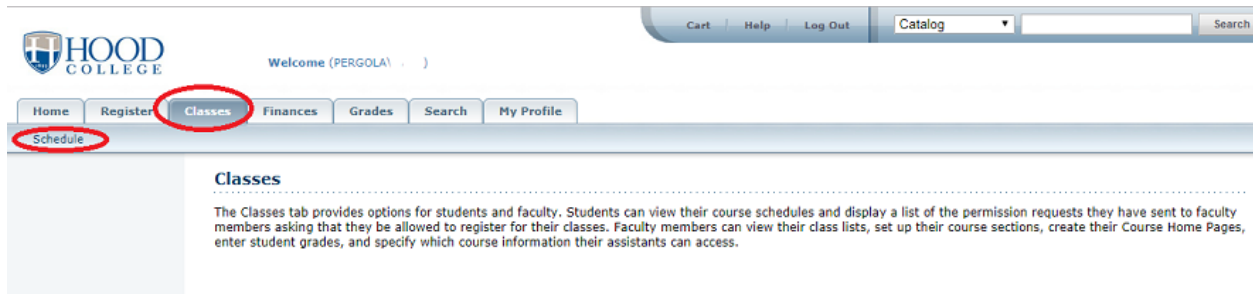 Cart Help Log Out Catalog Search
HOOD
COLLEGE
Welcome (PERGOLA\ )
Home Register Classes Finances Grades Search My Profile
Schedule
Classes
The Classes tab provides options for students and faculty. Students can view their course schedules and display a list of the permission requests they have sent to faculty
members asking that they be allowed to register for their classes. Faculty members can view their class lists, set up their course sections, create their Course Home Pages,
enter student grades, and specify which course information their assistants can access.